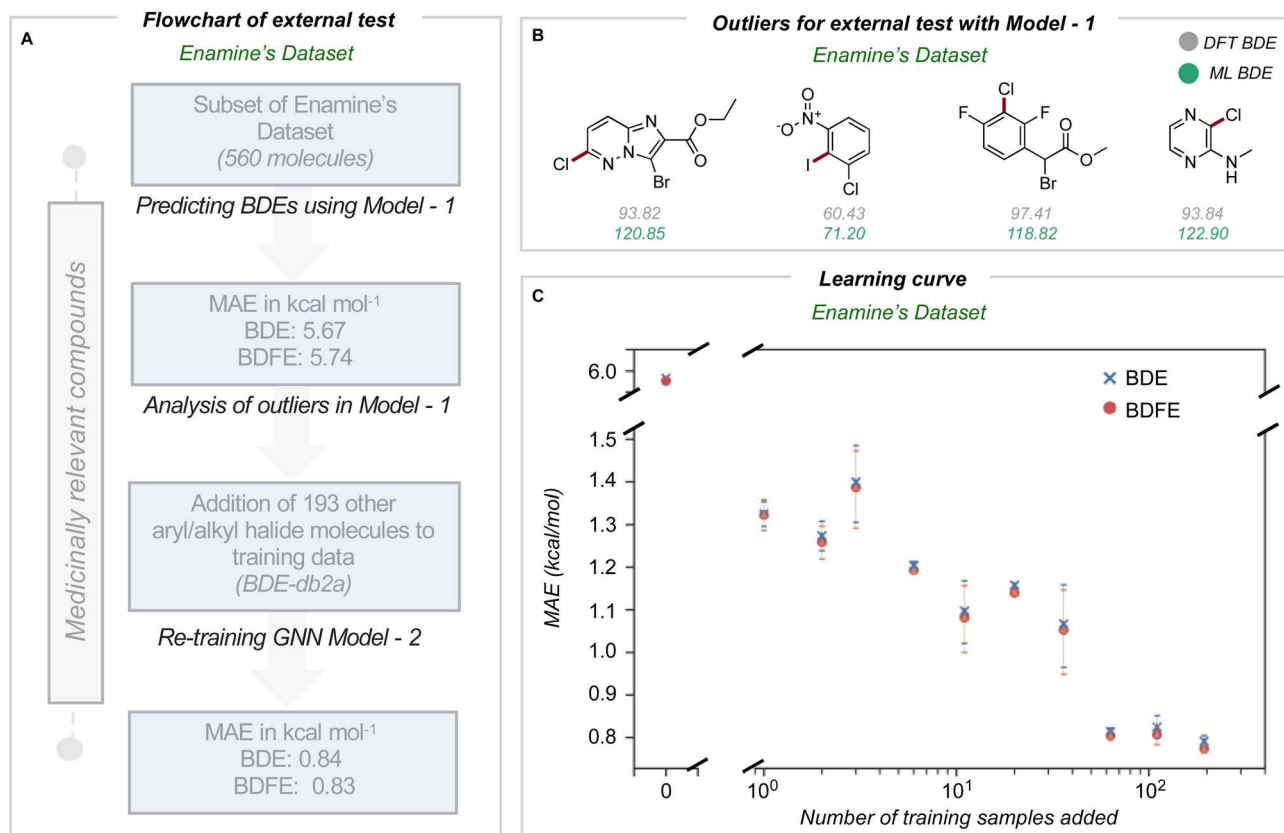 Flowchart of external test
A
Enamine's Dataset
Subset of Enamine's
Dataset
(560 molecules)
Predicting BDEs using Model - 1
MAE in kcal mol⁻¹
BDE: 5.67
BDFE: 5.74
Analysis of outliers in Model - 1
Addition of 193 other
aryl/alkyl halide molecules to
training data
(BDE-db2a)
Re-training GNN Model - 2
MAE in kcal mol⁻¹
BDE: 0.84
BDFE: 0.83
Medicinally relevant compounds
Outliers for external test with Model - 1
B
Enamine's Dataset
DFT BDE
ML BDE
Cl
N
N
N
Br
O
O
O
N⁺
⁻O
I
Cl
Cl
F
F
O
O
Br
N
N
Cl
N
H
93.82
120.85
60.43
71.20
97.41
118.82
93.84
122.90
Learning curve
C
Enamine's Dataset
BDE
BDFE
MAE (kcal/mol)
6.0
1.5
1.4
1.3
1.2
1.1
1.0
0.9
0.8
0
10⁰
10¹
10²
Number of training samples added